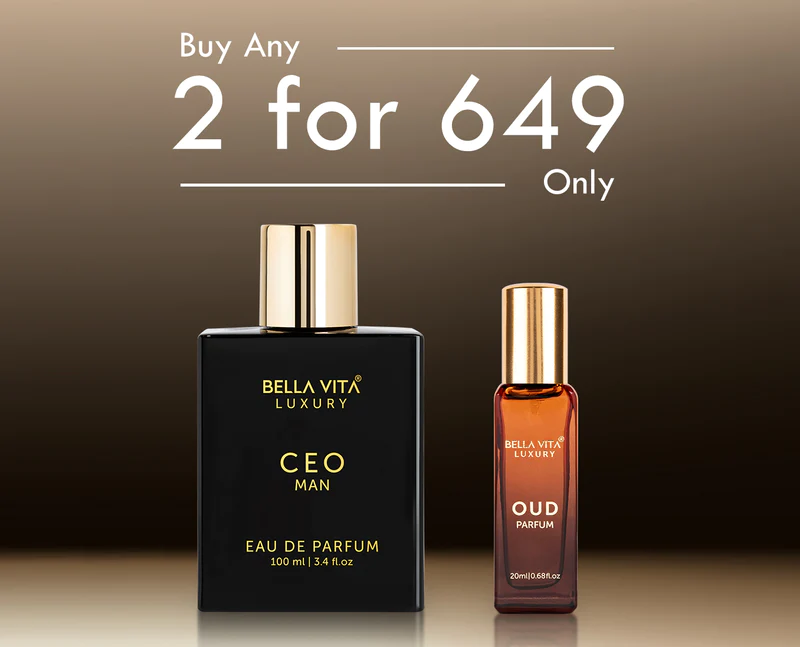 Buy Any
2 for 649
Only
BELLA VITA®
LUXURY
CEO
MAN
EAU DE PARFUM
100 ml | 3.4 fl.oz
BELLA VITA®
LUXURY
OUD
PARFUM
20ml|0.68fl.oz